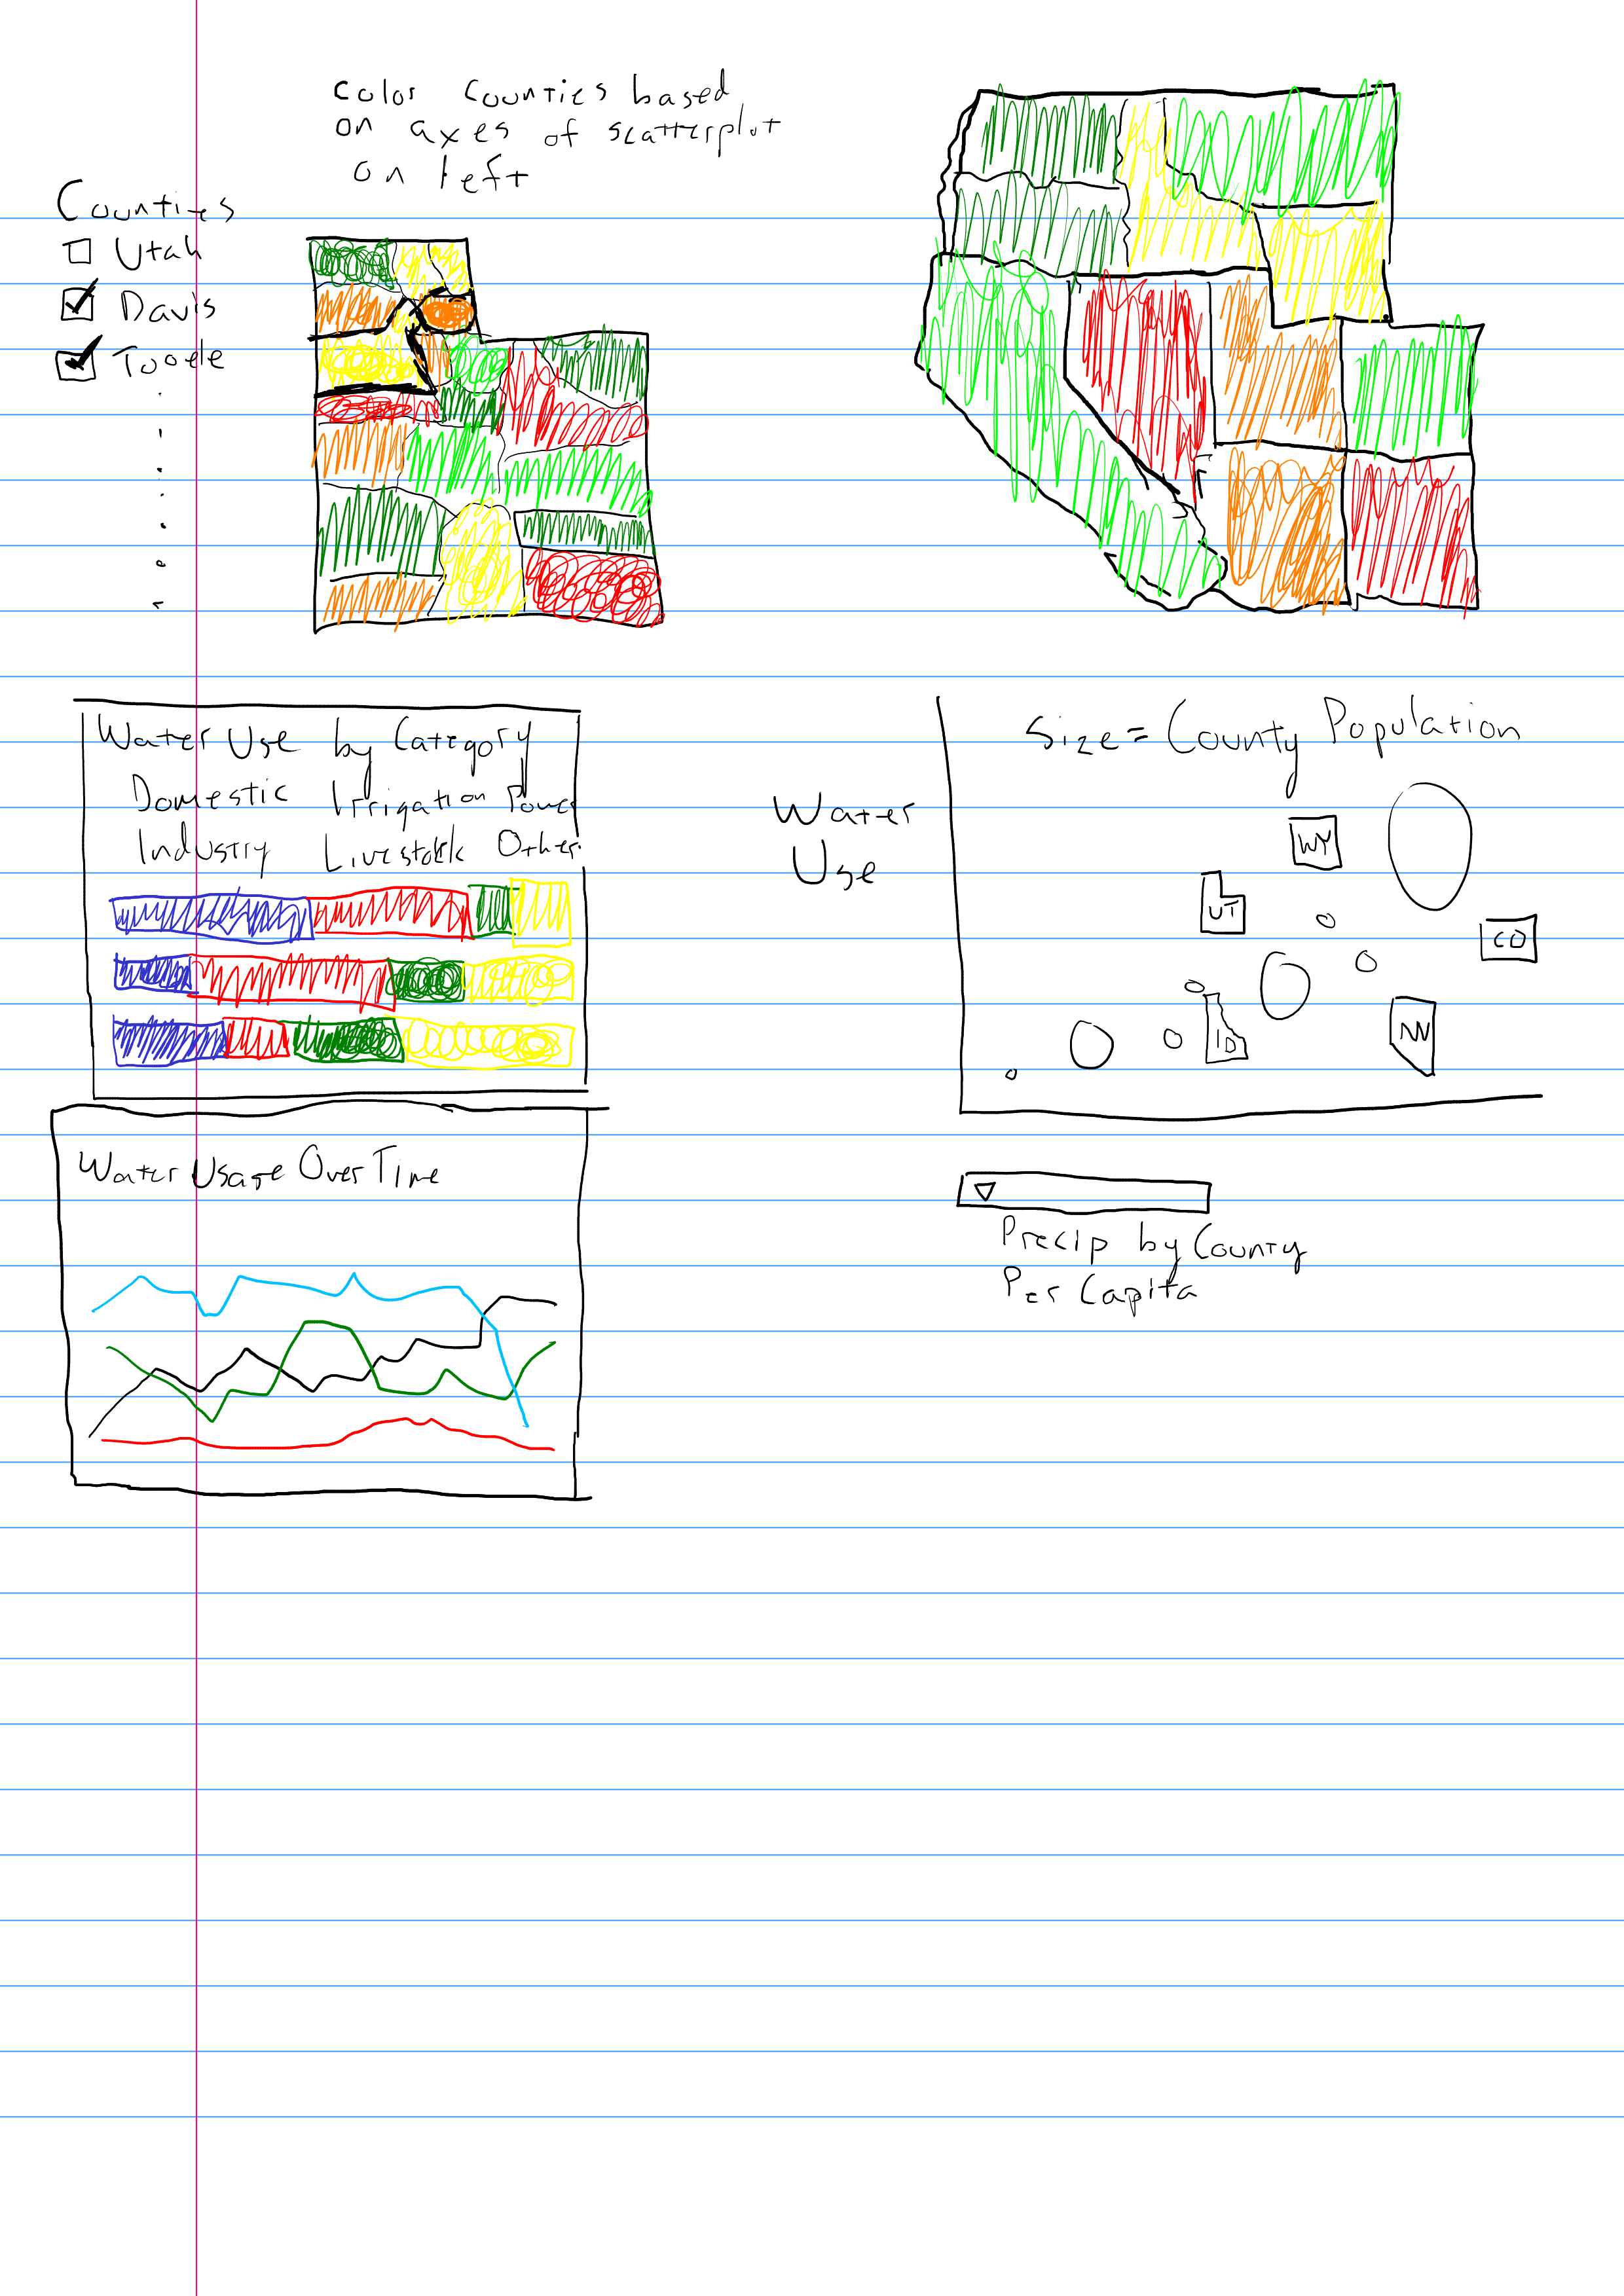 Color Counties based
on axes of scatterplot
on left
Counties
Utah
Davis
Tooele
Water Use by Category
Domestic Irrigation Power
Industry Livestock Other
Water Usage Over Time
Size = County Population
Water
Use
WY
UT
CO
ID
NV
Precip by County
Per Capita